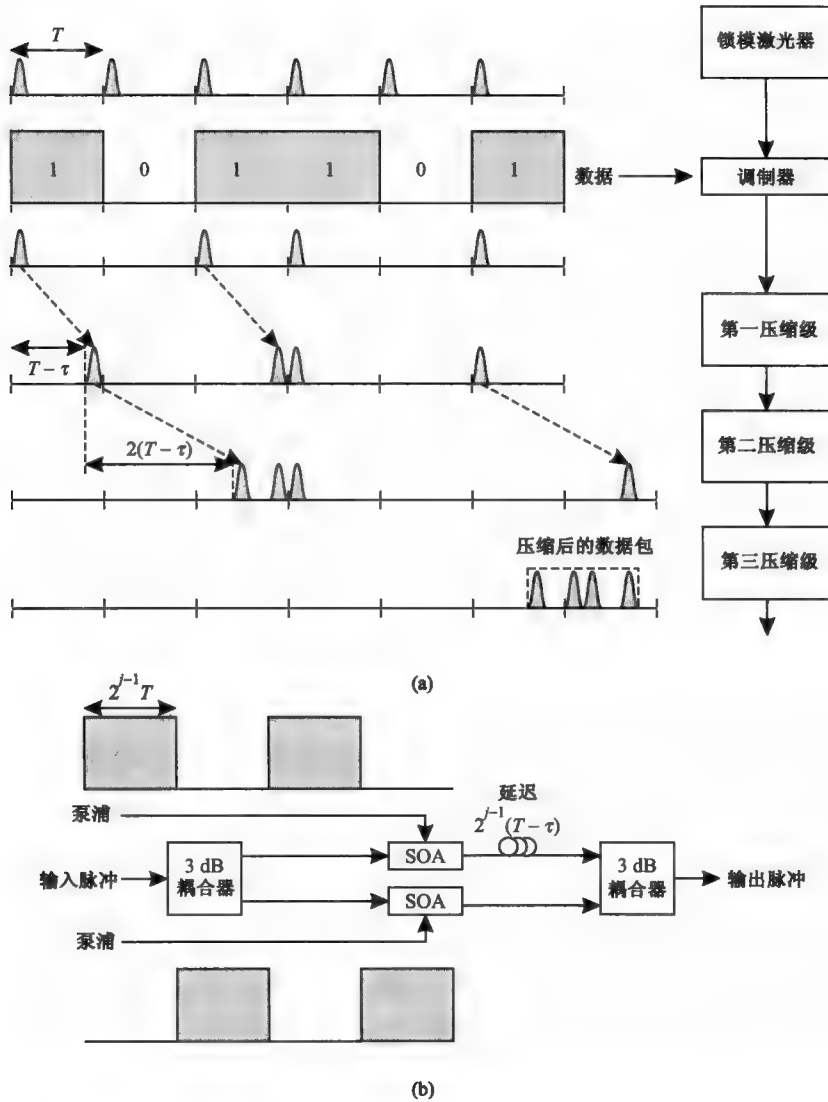 T
锁模激光器
1 0 1 1 0 1
数据
调制器
T − τ
第一压缩级
2(T − τ)
第二压缩级
压缩后的数据包
第三压缩级
(a)
2^{j−1}T
泵浦
延迟
2^{j−1}(T − τ)
输入脉冲
3 dB
耦合器
SOA
SOA
3 dB
耦合器
输出脉冲
泵浦
(b)